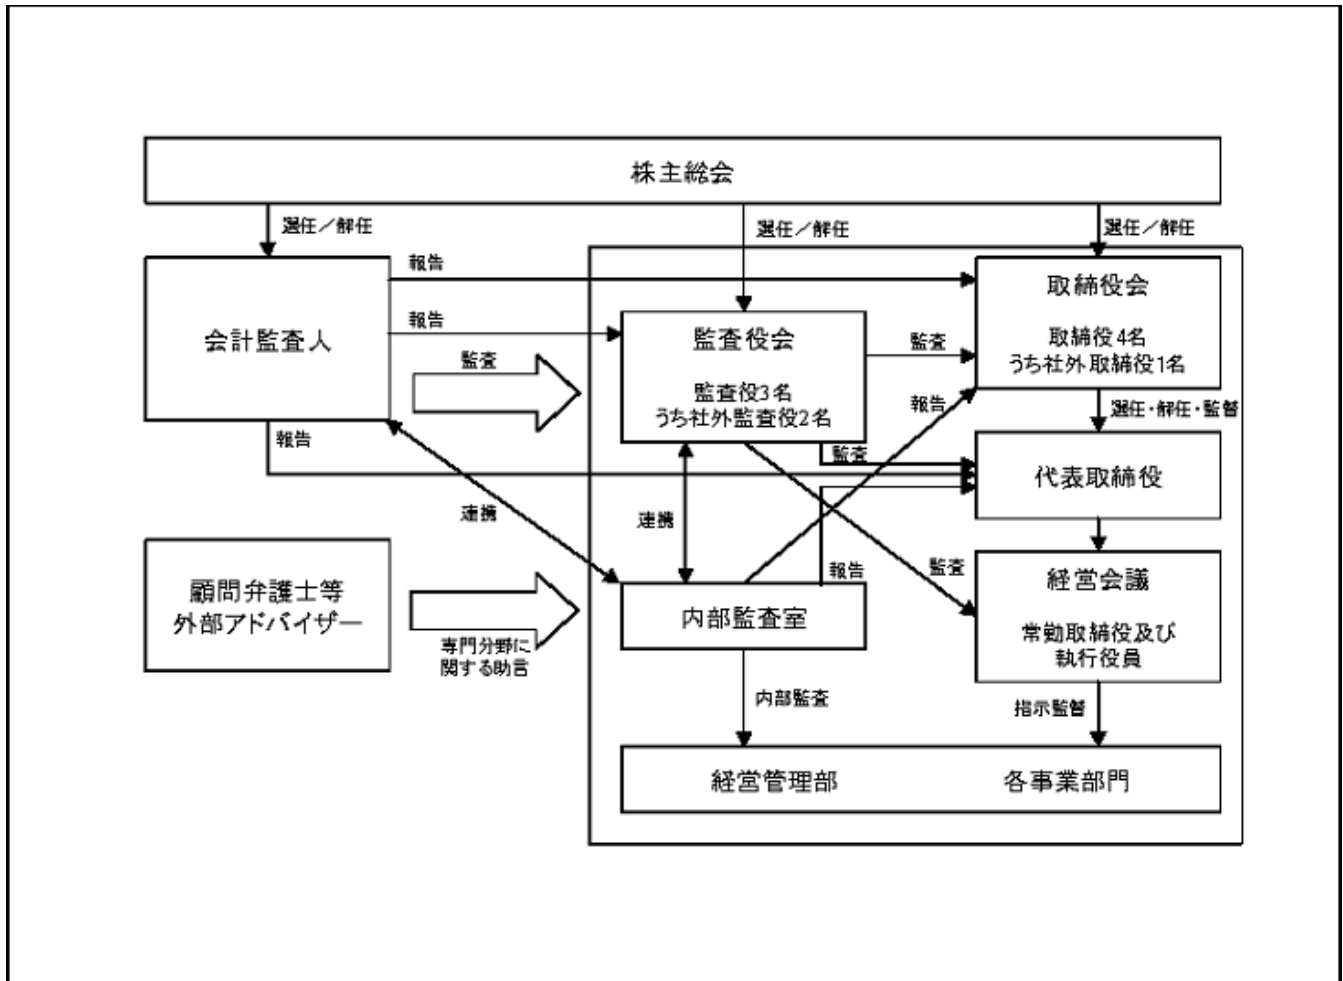 株主総会
選任／解任
選任／解任
選任／解任
会計監査人
報告
報告
監査
報告
取締役会
取締役4名
うち社外取締役1名
監査役会
監査役3名
うち社外監査役2名
監査
報告
選任・解任・監督
監査
代表取締役
連携
連携
報告
監査
経営会議
常勤取締役及び
執行役員
顧問弁護士等
外部アドバイザー
専門分野に
関する助言
内部監査室
内部監査
指示監督
経営管理部
各事業部門